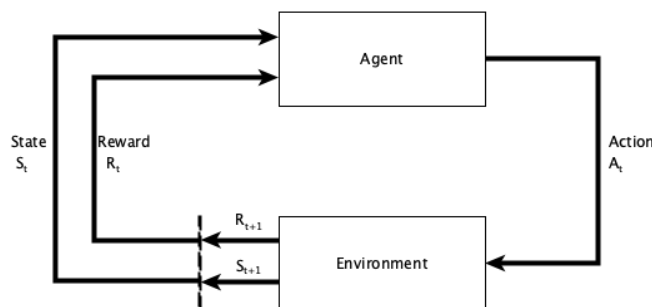 Agent
State
S_t
Reward
R_t
Action
A_t
R_{t+1}
S_{t+1}
Environment